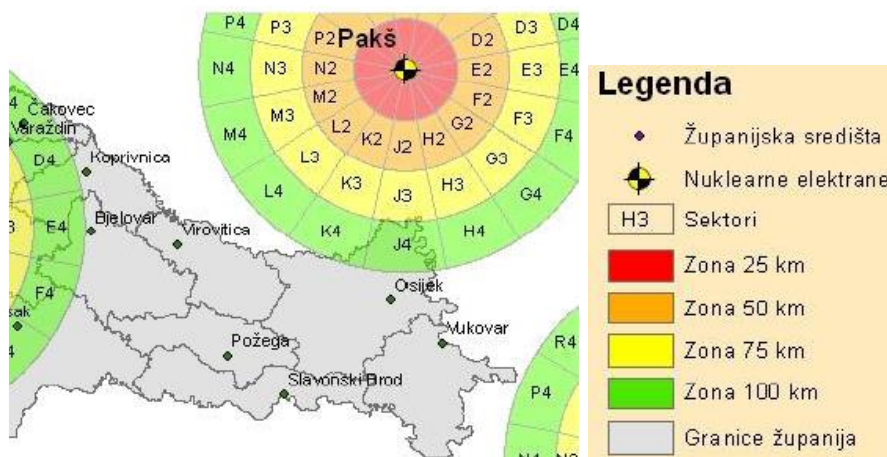 P4
P3
P2
Pakš
D2
D3
D4
N4
N3
N2
E2
E3
E4
M4
M3
M2
F2
F3
F4
L4
L3
L2
K2
J2
H2
G2
G3
G4
K4
K3
J3
H3
H4
J4
Čakovec
Varaždin
D4
Koprivnica
E4
Bjelovar
Virovitica
F4
Osijek
Vukovar
Požega
Slavonski Brod
R4
P4
N4
Legenda
Županijska središta
Nuklearne elektrane
H3 Sektori
Zona 25 km
Zona 50 km
Zona 75 km
Zona 100 km
Granice županija